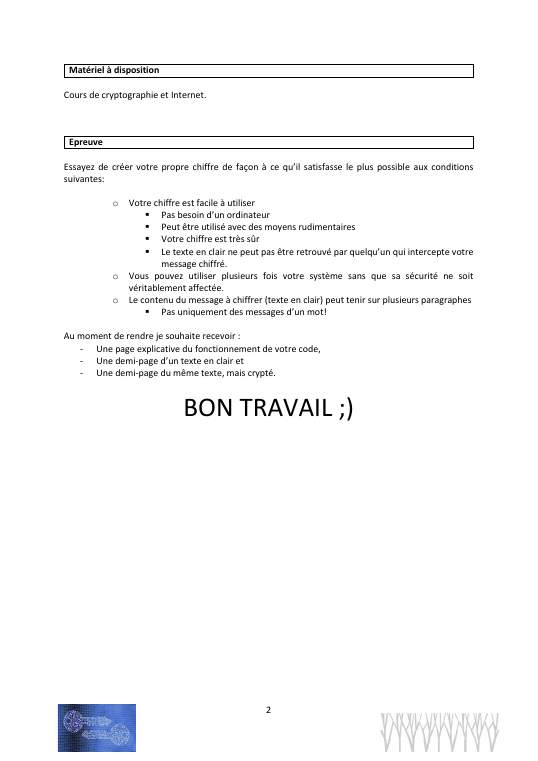 Matériel à disposition
Cours de cryptographie et Internet.
Epreuve
Essayez de créer votre propre chiffre de façon à ce qu'il satisfasse le plus possible aux conditions
suivantes:
o Votre chiffre est facile à utiliser
▪ Pas besoin d'un ordinateur
▪ Peut être utilisé avec des moyens rudimentaires
▪ Votre chiffre est très sûr
▪ Le texte en clair ne peut pas être retrouvé par quelqu'un qui intercepte votre
message chiffré.
o Vous pouvez utiliser plusieurs fois votre système sans que sa sécurité ne soit
véritablement affectée.
o Le contenu du message à chiffrer (texte en clair) peut tenir sur plusieurs paragraphes
▪ Pas uniquement des messages d'un mot!
Au moment de rendre je souhaite recevoir :
- Une page explicative du fonctionnement de votre code,
- Une demi-page d'un texte en clair et
- Une demi-page du même texte, mais crypté.
BON TRAVAIL ;)
2